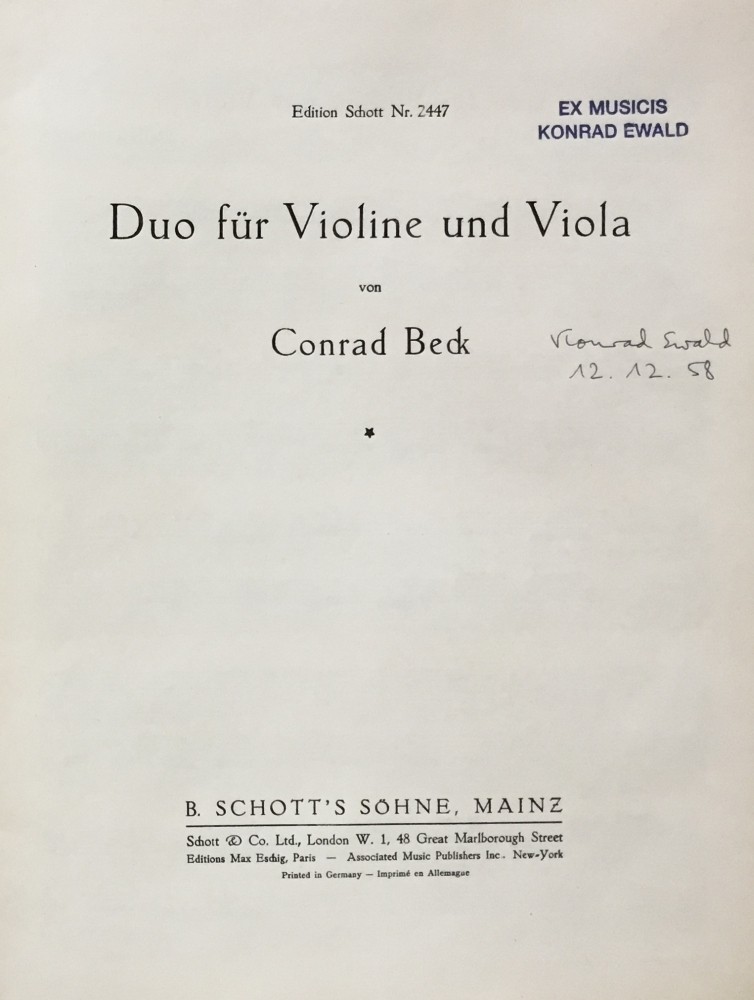 Edition Schott Nr. 2447
EX MUSICIS
KONRAD EWALD
Duo für Violine und Viola
von
Conrad Beck
Konrad Ewald
12. 12. 58
B. SCHOTT'S SÖHNE, MAINZ
Schott & Co. Ltd., London W. 1, 48 Great Marlborough Street
Editions Max Eschig, Paris — Associated Music Publishers Inc., New-York
Printed in Germany — Imprimé en Allemagne